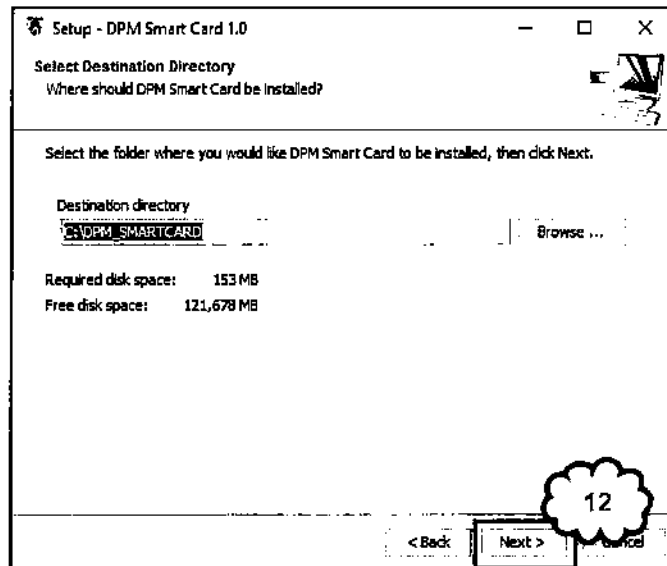 Setup - DPM Smart Card 1.0
Select Destination Directory
Where should DPM Smart Card be installed?
Select the folder where you would like DPM Smart Card to be installed, then click Next.
Destination directory
C:\DPM_SMARTCARD
Browse ...
Required disk space: 153 MB
Free disk space: 121,678 MB
12
< Back Next > Cancel